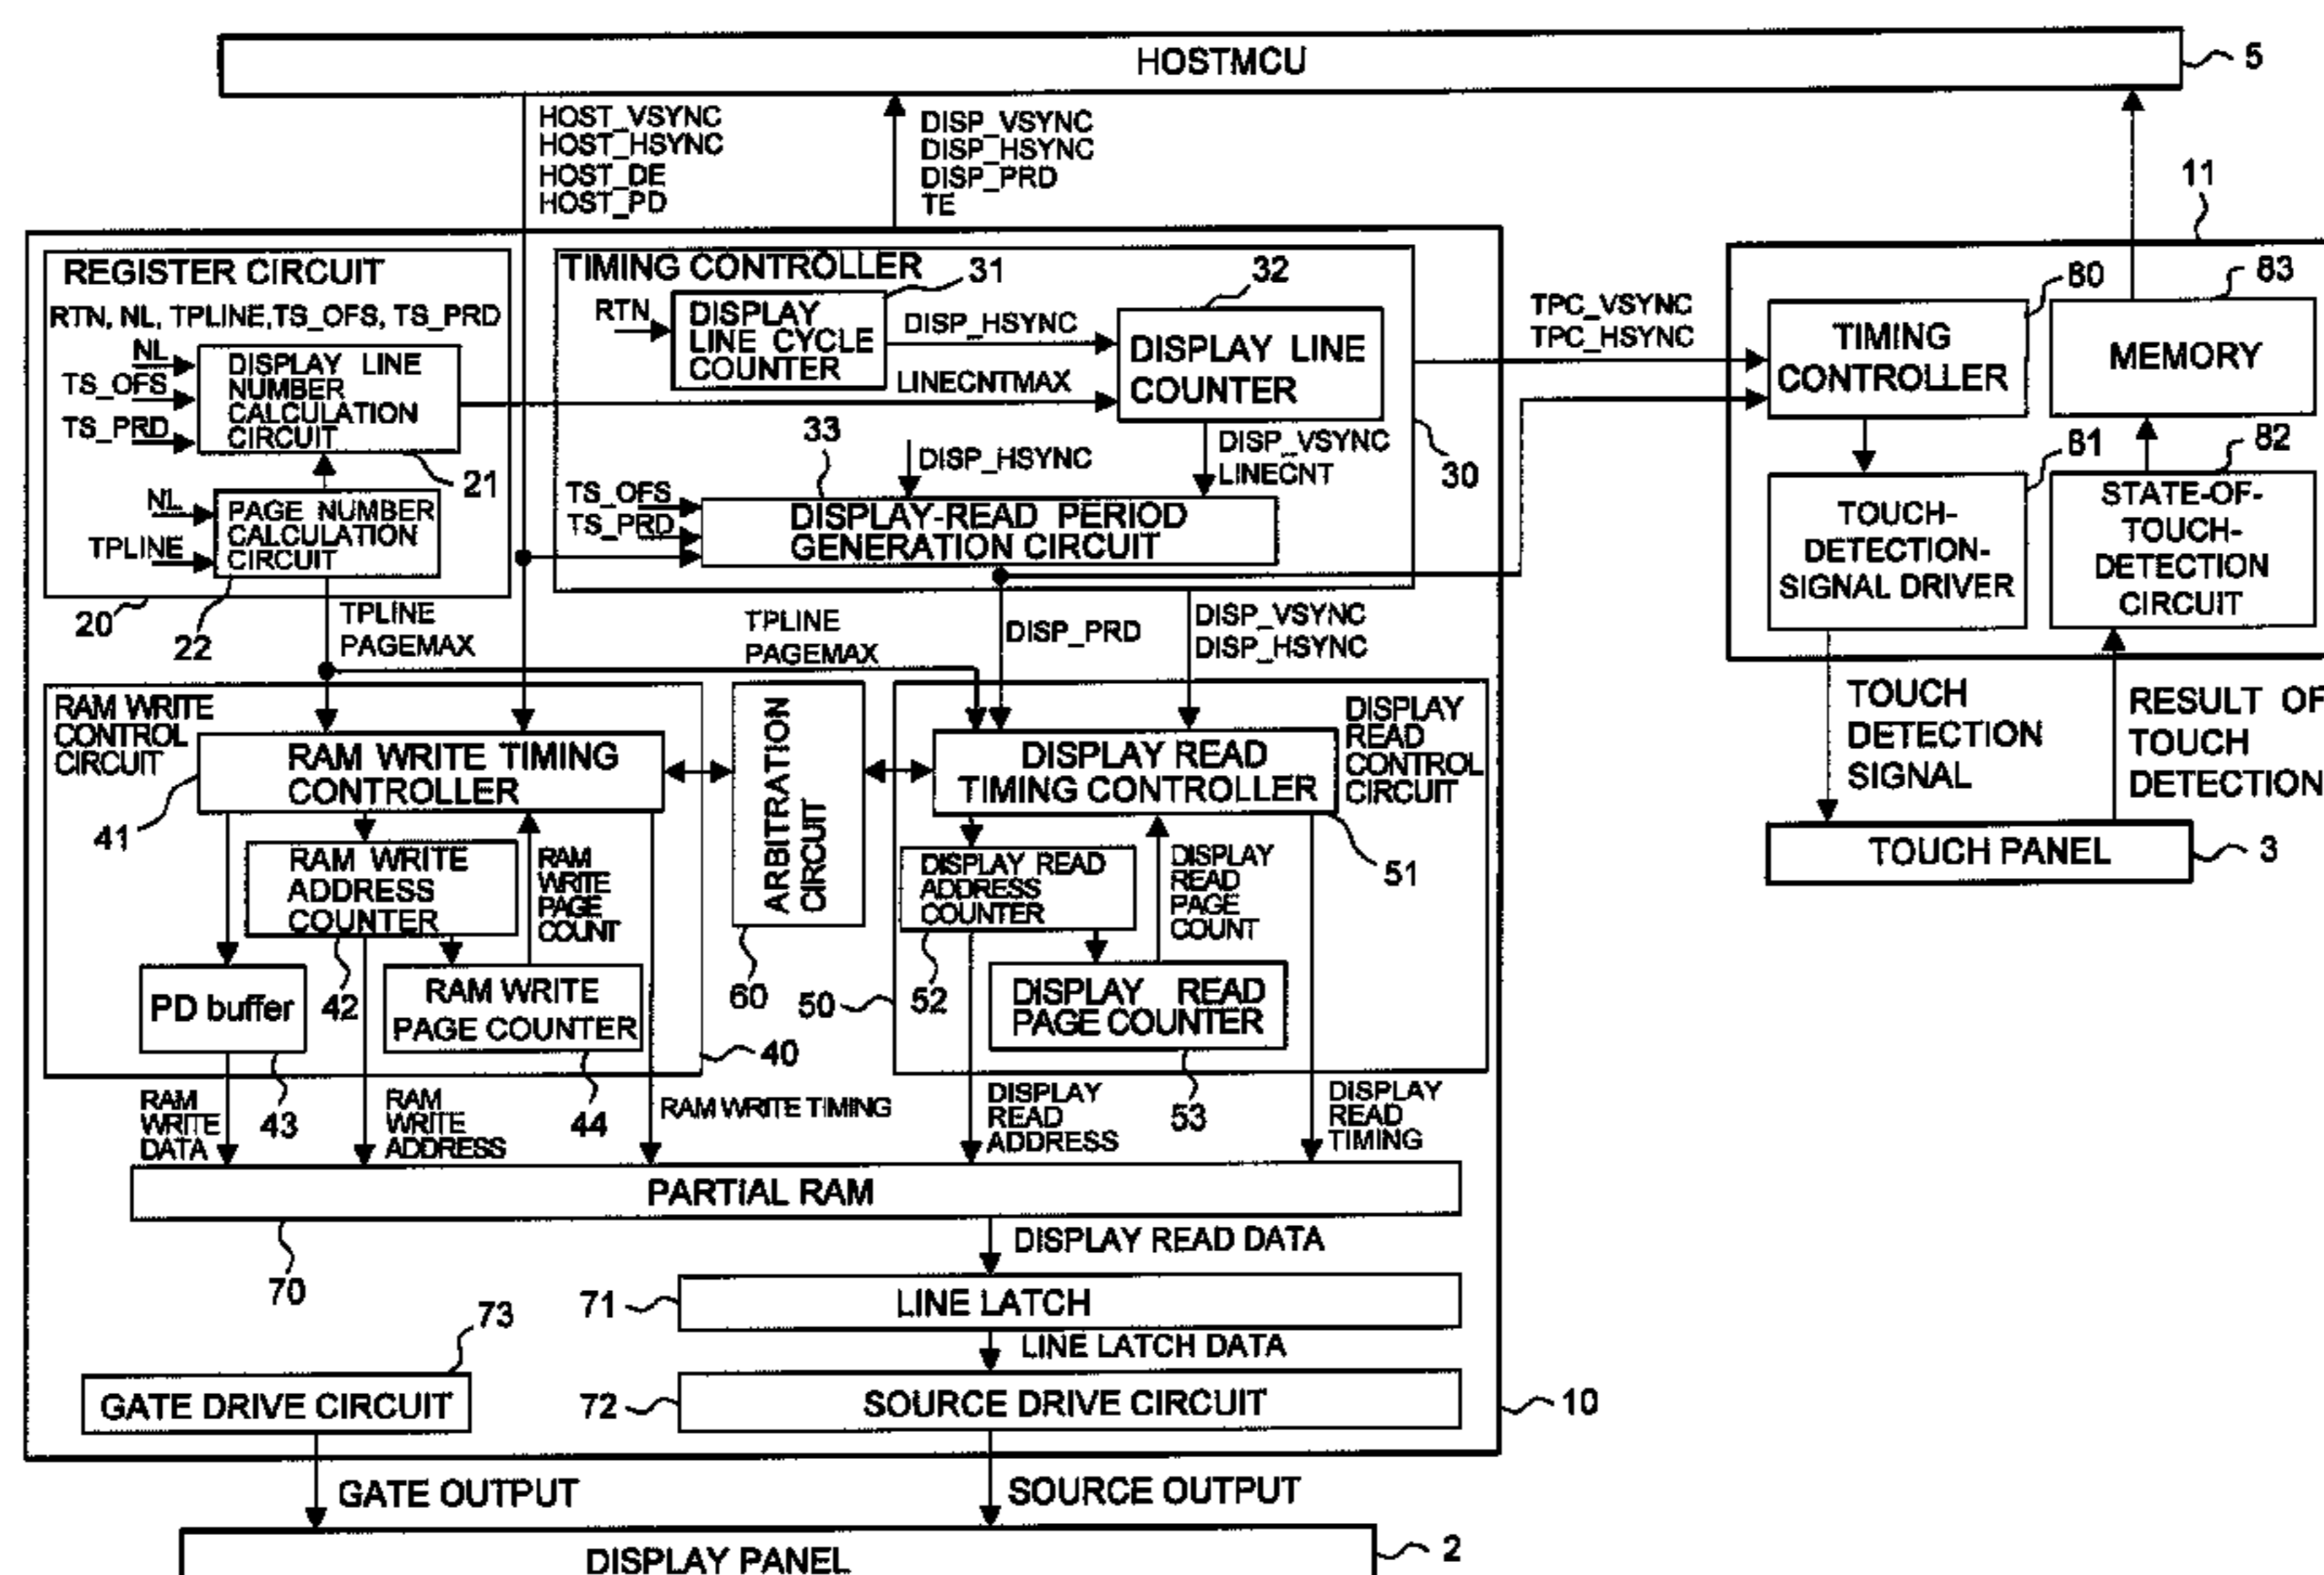 HOSTMCU
5
HOST_VSYNC
HOST_HSYNC
HOST_DE
HOST_PD
DISP_VSYNC
DISP_HSYNC
DISP_PRD
TE
11
REGISTER CIRCUIT
RTN, NL, TPLINE,TS_OFS, TS_PRD
NL
TS_OFS
TS_PRD
DISPLAY LINE
NUMBER
CALCULATION
CIRCUIT
21
NL
TPLINE
PAGE NUMBER
CALCULATION
CIRCUIT
20
22
TPLINE
PAGEMAX
TIMING CONTROLLER
31
RTN
DISPLAY
LINE CYCLE
COUNTER
DISP_HSYNC
LINECNTMAX
32
DISPLAY LINE
COUNTER
33
DISP_HSYNC
DISP_VSYNC
LINECNT
30
TS_OFS
TS_PRD
DISPLAY-READ PERIOD
GENERATION CIRCUIT
TPLINE
PAGEMAX
DISP_PRD
DISP_VSYNC
DISP_HSYNC
TPC_VSYNC
TPC_HSYNC
80
TIMING
CONTROLLER
83
MEMORY
81
TOUCH-
DETECTION-
SIGNAL DRIVER
82
STATE-OF-
TOUCH-
DETECTION
CIRCUIT
TOUCH
DETECTION
SIGNAL
RESULT OF
TOUCH
DETECTION
TOUCH PANEL
3
RAM WRITE
CONTROL
CIRCUIT
RAM WRITE TIMING
CONTROLLER
41
RAM WRITE
ADDRESS
COUNTER
RAM
WRITE
PAGE
COUNT
PD buffer
42
RAM WRITE
PAGE COUNTER
40
43
44
ARBITRATION
CIRCUIT
60
DISPLAY
READ
CONTROL
CIRCUIT
DISPLAY READ
TIMING CONTROLLER
51
DISPLAY READ
ADDRESS
COUNTER
DISPLAY
READ
PAGE
COUNT
50
52
DISPLAY READ
PAGE COUNTER
53
RAM
WRITE
DATA
RAM
WRITE
ADDRESS
RAM WRITE TIMING
DISPLAY
READ
ADDRESS
DISPLAY
READ
TIMING
PARTIAL RAM
70
DISPLAY READ DATA
71
LINE LATCH
LINE LATCH DATA
73
GATE DRIVE CIRCUIT
72
SOURCE DRIVE CIRCUIT
10
GATE OUTPUT
SOURCE OUTPUT
DISPLAY PANEL
2